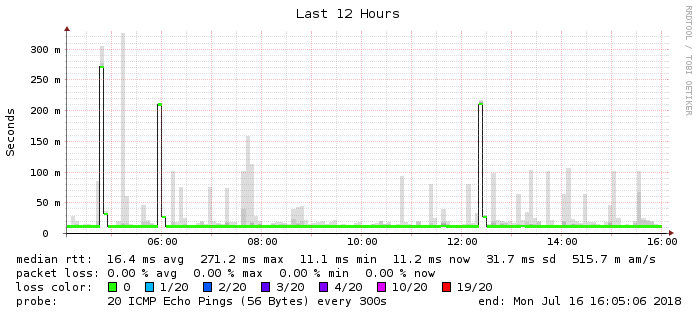 Last 12 Hours
RRDTOOL / TOBI OETIKER
Seconds
300 m
250 m
200 m
150 m
100 m
50 m
0
06:00 08:00 10:00 12:00 14:00 16:00
median rtt: 16.4 ms avg 271.2 ms max 11.1 ms min 11.2 ms now 31.7 ms sd 515.7 m am/s
packet loss: 0.00 % avg 0.00 % max 0.00 % min 0.00 % now
loss color: 0 1/20 2/20 3/20 4/20 10/20 19/20
probe: 20 ICMP Echo Pings (56 Bytes) every 300s end: Mon Jul 16 16:05:06 2018